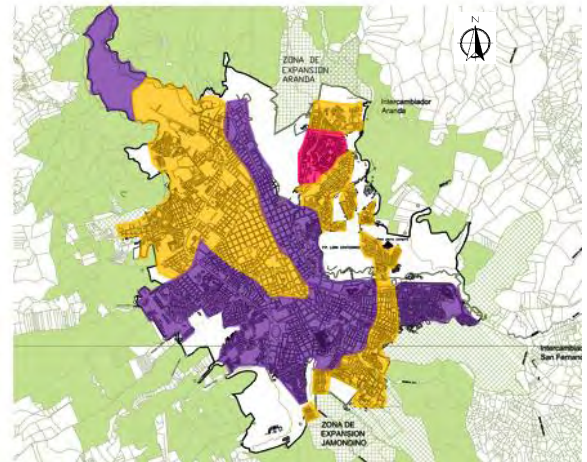 N
ZONA DE
EXPANSION
ARANDA
Intercambiador
Aranda
Intercambiador
San Fernando
ZONA DE
EXPANSION
JAMONDINO